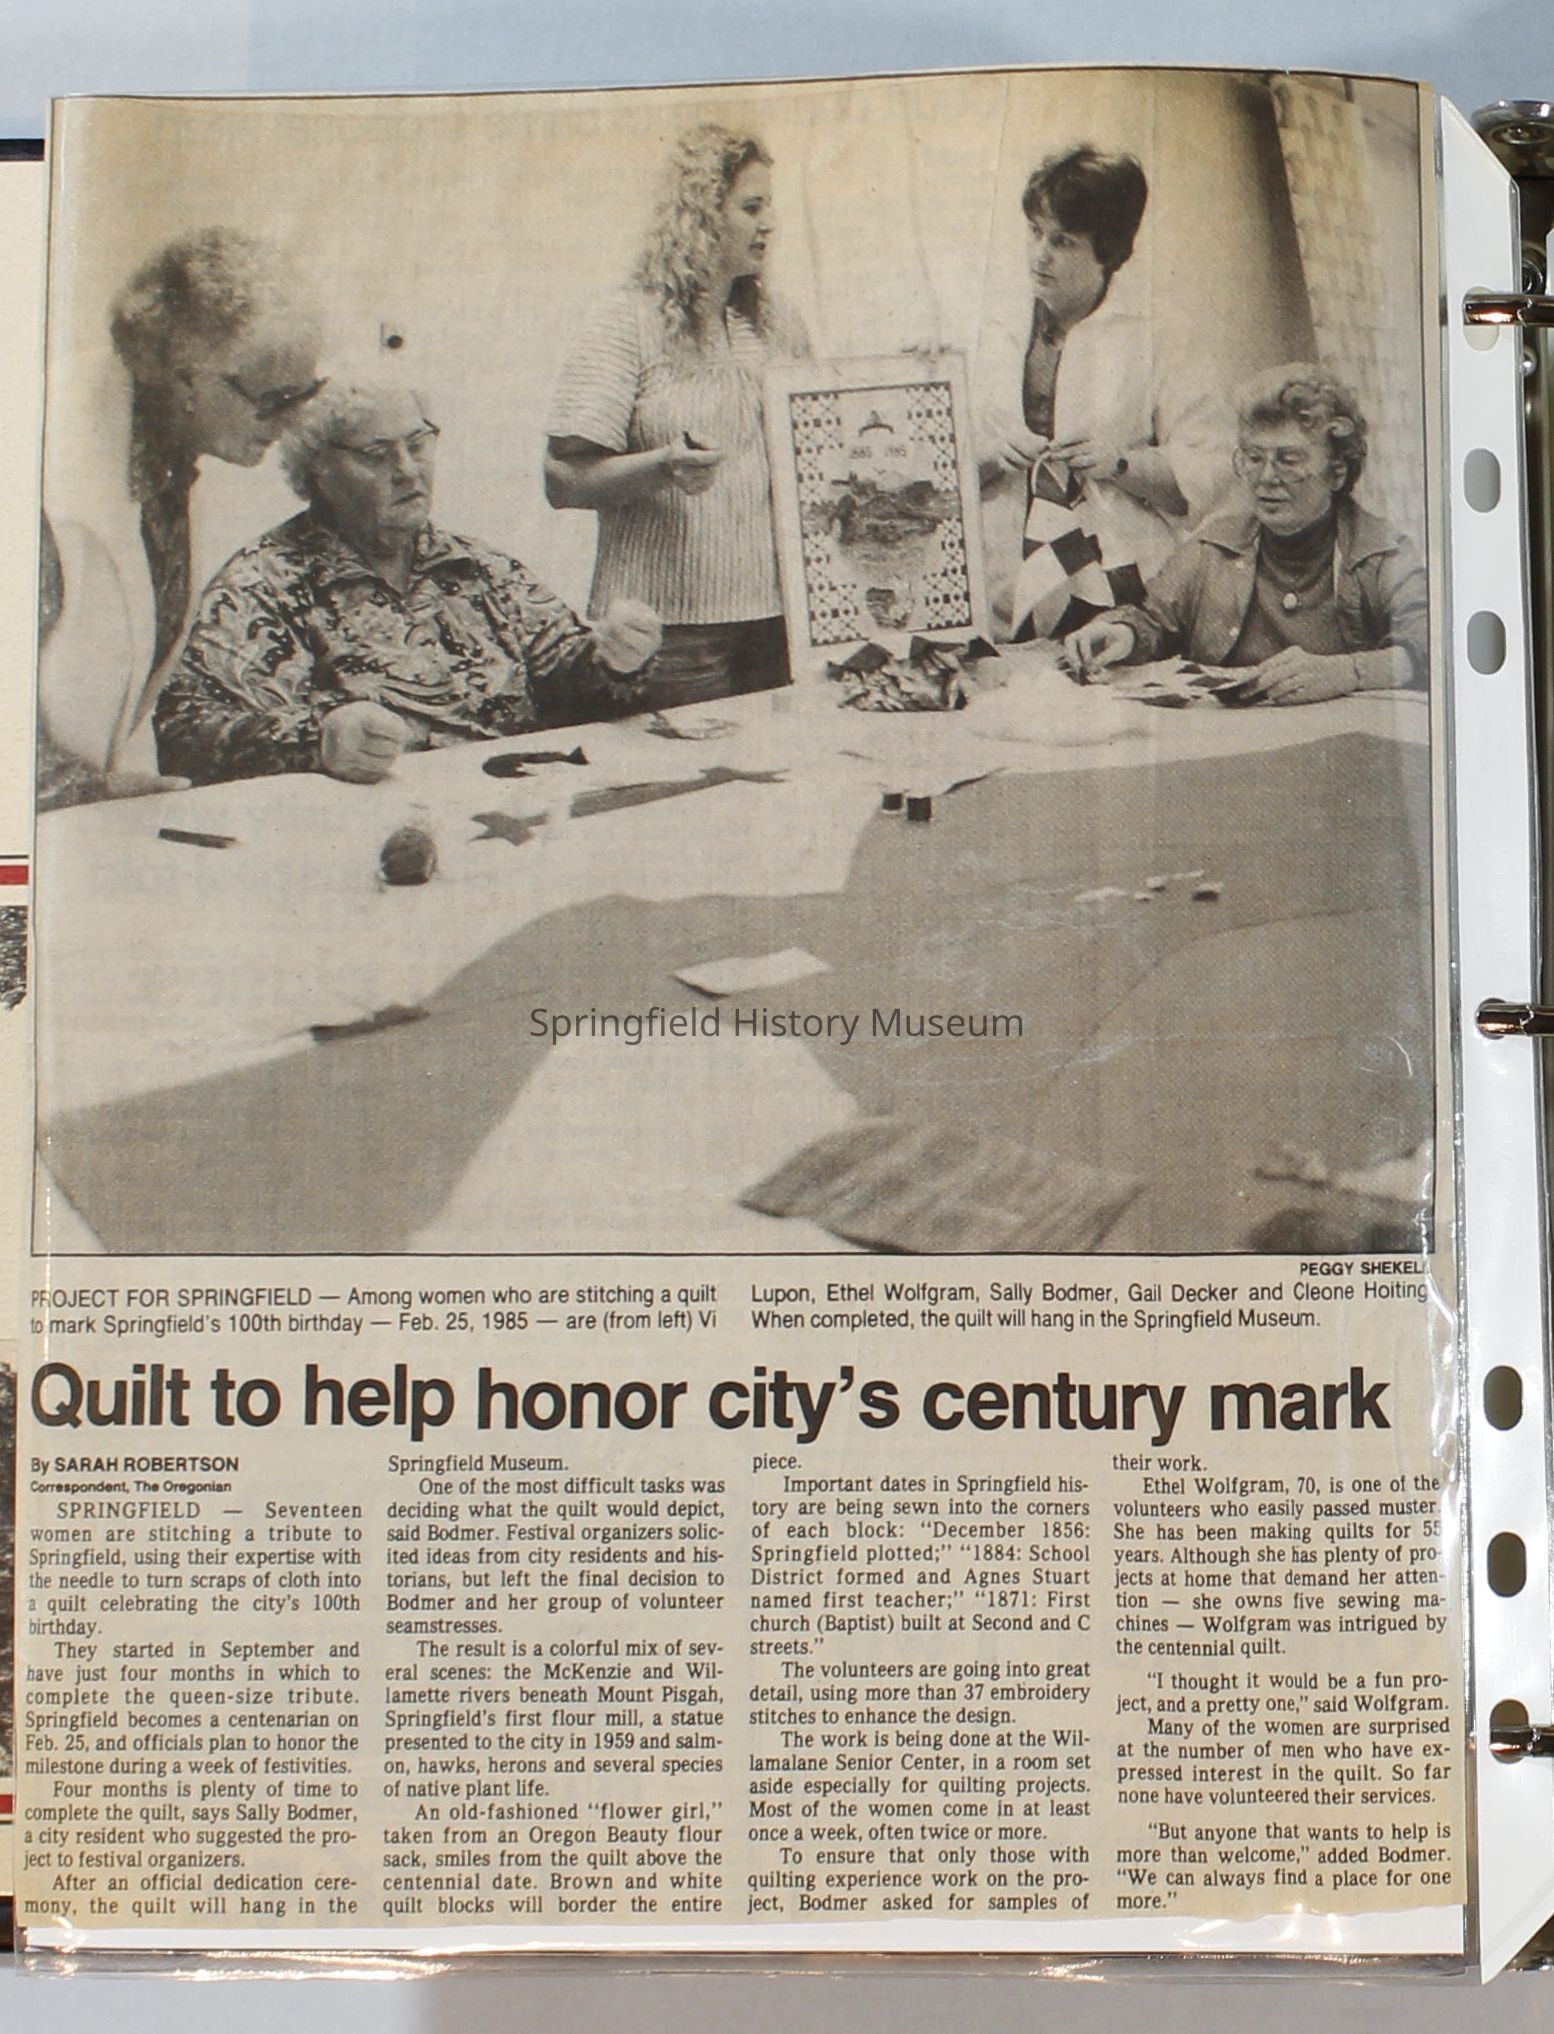 1885 1985
Springfield History Museum
PEGGY SHEKELL
PROJECT FOR SPRINGFIELD — Among women who are stitching a quilt
to mark Springfield's 100th birthday — Feb. 25, 1985 — are (from left) Vi
Lupon, Ethel Wolfgram, Sally Bodmer, Gail Decker and Cleone Hoiting
When completed, the quilt will hang in the Springfield Museum.
Quilt to help honor city's century mark
By SARAH ROBERTSON
Correspondent, The Oregonian
SPRINGFIELD — Seventeen
women are stitching a tribute to
Springfield, using their expertise with
the needle to turn scraps of cloth into
a quilt celebrating the city's 100th
birthday.
They started in September and
have just four months in which to
complete the queen-size tribute.
Springfield becomes a centenarian on
Feb. 25, and officials plan to honor the
milestone during a week of festivities.
Four months is plenty of time to
complete the quilt, says Sally Bodmer,
a city resident who suggested the pro-
ject to festival organizers.
After an official dedication cere-
mony, the quilt will hang in the
Springfield Museum.
One of the most difficult tasks was
deciding what the quilt would depict,
said Bodmer. Festival organizers solic-
ited ideas from city residents and his-
torians, but left the final decision to
Bodmer and her group of volunteer
seamstresses.
The result is a colorful mix of sev-
eral scenes: the McKenzie and Wil-
lamette rivers beneath Mount Pisgah,
Springfield's first flour mill, a statue
presented to the city in 1959 and salm-
on, hawks, herons and several species
of native plant life.
An old-fashioned "flower girl,"
taken from an Oregon Beauty flour
sack, smiles from the quilt above the
centennial date. Brown and white
quilt blocks will border the entire
piece.
Important dates in Springfield his-
tory are being sewn into the corners
of each block: "December 1856:
Springfield plotted;" "1884: School
District formed and Agnes Stuart
named first teacher;" "1871: First
church (Baptist) built at Second and C
streets."
The volunteers are going into great
detail, using more than 37 embroidery
stitches to enhance the design.
The work is being done at the Wil-
lamalane Senior Center, in a room set
aside especially for quilting projects.
Most of the women come in at least
once a week, often twice or more.
To ensure that only those with
quilting experience work on the pro-
ject, Bodmer asked for samples of
their work.
Ethel Wolfgram, 70, is one of the
volunteers who easily passed muster.
She has been making quilts for 55
years. Although she has plenty of pro-
jects at home that demand her atten-
tion — she owns five sewing ma-
chines — Wolfgram was intrigued by
the centennial quilt.
"I thought it would be a fun pro-
ject, and a pretty one," said Wolfgram.
Many of the women are surprised
at the number of men who have ex-
pressed interest in the quilt. So far
none have volunteered their services.
"But anyone that wants to help is
more than welcome," added Bodmer.
"We can always find a place for one
more."